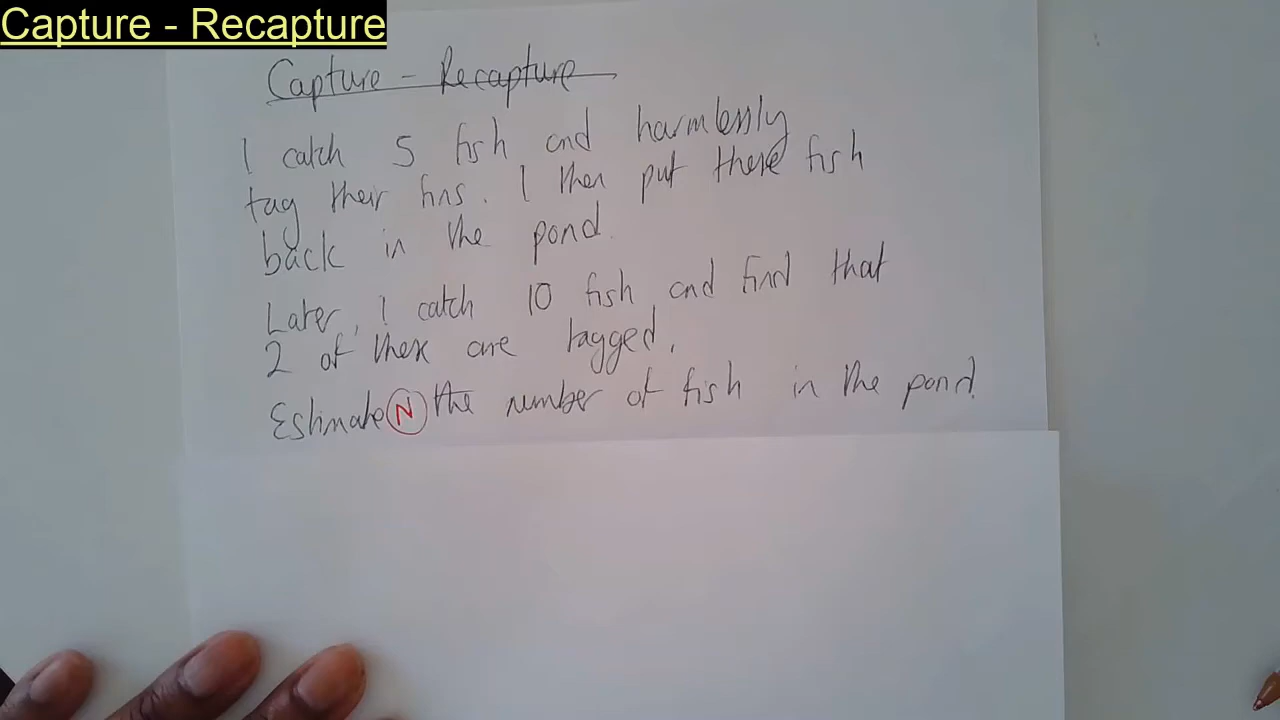 Capture - Recapture
Capture - Recapture
I catch 5 fish and harmlessly
tag their fins. I then put these fish
back in the pond.
Later, I catch 10 fish and find that
2 of these are tagged.
Estimate N the number of fish in the pond.